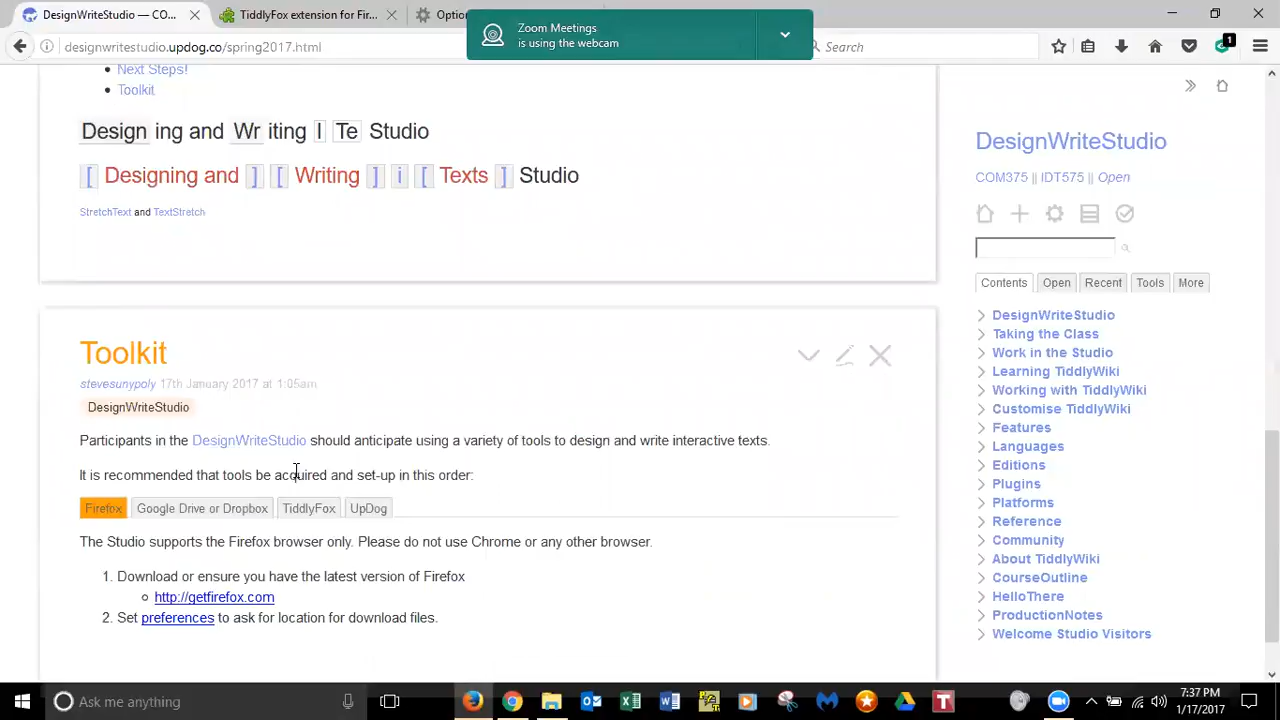 DesignWriteStudio — CO
TiddlyFox for Firefox - Ext
Optio
Zoom Meetings
is using the webcam
designwritestudio.updog.co/spring2017.html
Search
1
Next Steps!
Toolkit
Design ing and Wr iting I Te Studio
[ Designing and ] [ Writing ] i [ Texts ] Studio
StretchText and TextStretch
Toolkit
stevesunypoly 17th January 2017 at 1:05am
DesignWriteStudio
Participants in the DesignWriteStudio should anticipate using a variety of tools to design and write interactive texts.
It is recommended that tools be acquired and set-up in this order:
Firefox Google Drive or Dropbox TiddlyFox UpDog
The Studio supports the Firefox browser only. Please do not use Chrome or any other browser.
1. Download or ensure you have the latest version of Firefox
http://getfirefox.com
2. Set preferences to ask for location for download files.
DesignWriteStudio
COM375 || IDT575 || Open
Contents Open Recent Tools More
DesignWriteStudio
Taking the Class
Work in the Studio
Learning TiddlyWiki
Working with TiddlyWiki
Customise TiddlyWiki
Features
Languages
Editions
Plugins
Platforms
Reference
Community
About TiddlyWiki
CourseOutline
HelloThere
ProductionNotes
Welcome Studio Visitors
Ask me anything
7:37 PM
1/17/2017